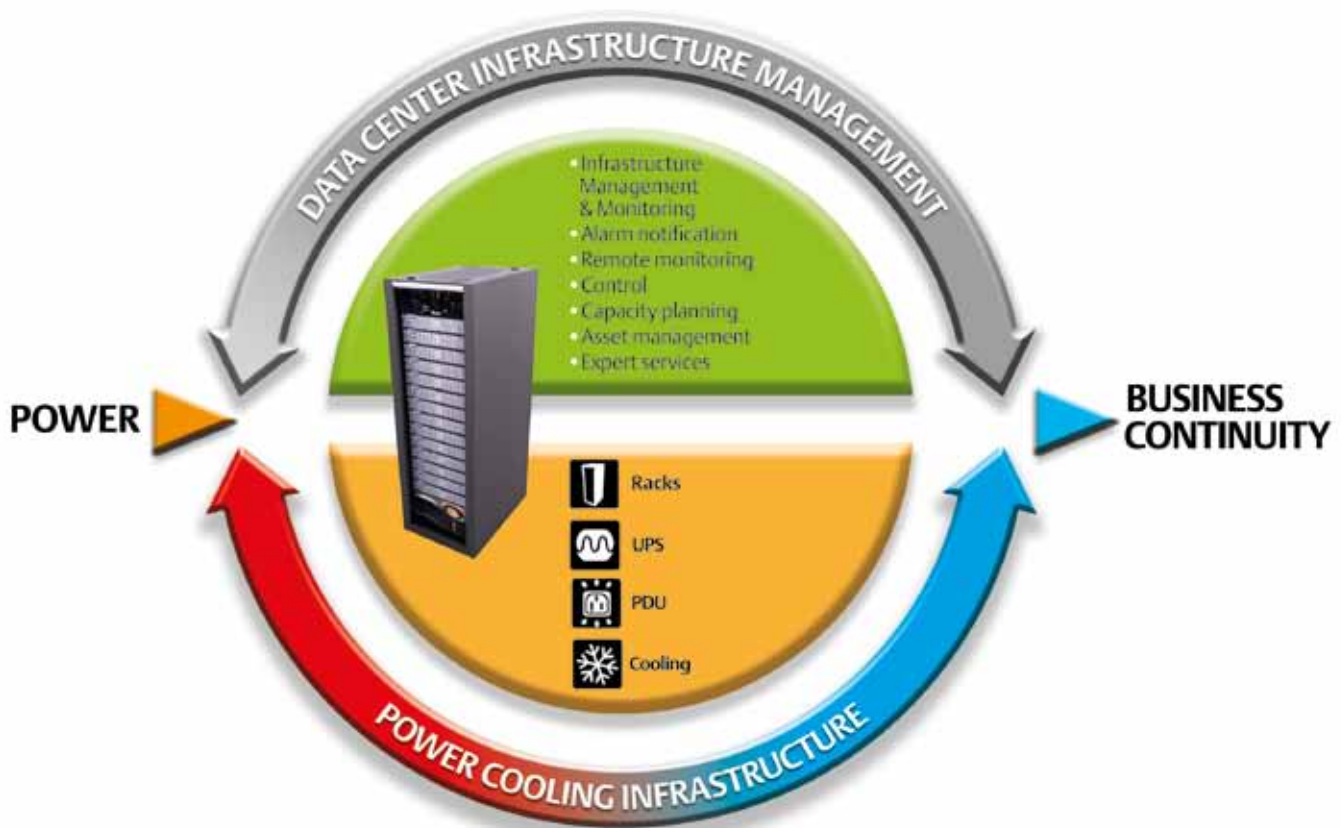 DATA CENTER INFRASTRUCTURE MANAGEMENT
• Infrastructure
Management
& Monitoring
• Alarm notification
• Remote monitoring
• Control
• Capacity planning
• Asset management
• Expert services
POWER
BUSINESS
CONTINUITY
Racks
UPS
PDU
Cooling
POWER COOLING INFRASTRUCTURE